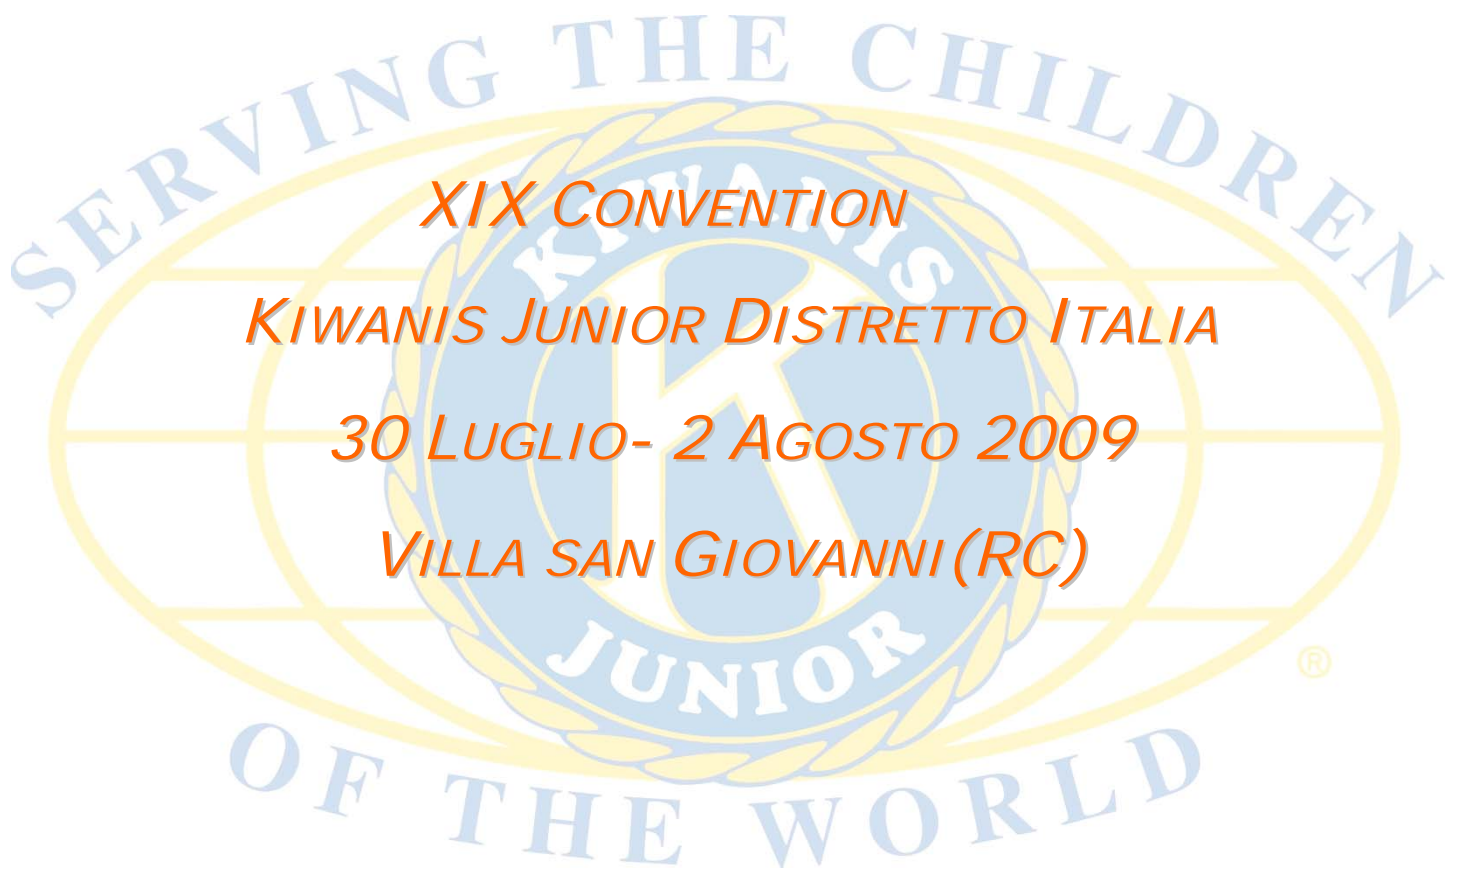 SERVING THE CHILDREN
KIWANIS
XIX CONVENTION
KIWANIS JUNIOR DISTRETTO ITALIA
30 LUGLIO- 2 AGOSTO 2009
VILLA SAN GIOVANNI(RC)
K
JUNIOR
®
OF THE WORLD